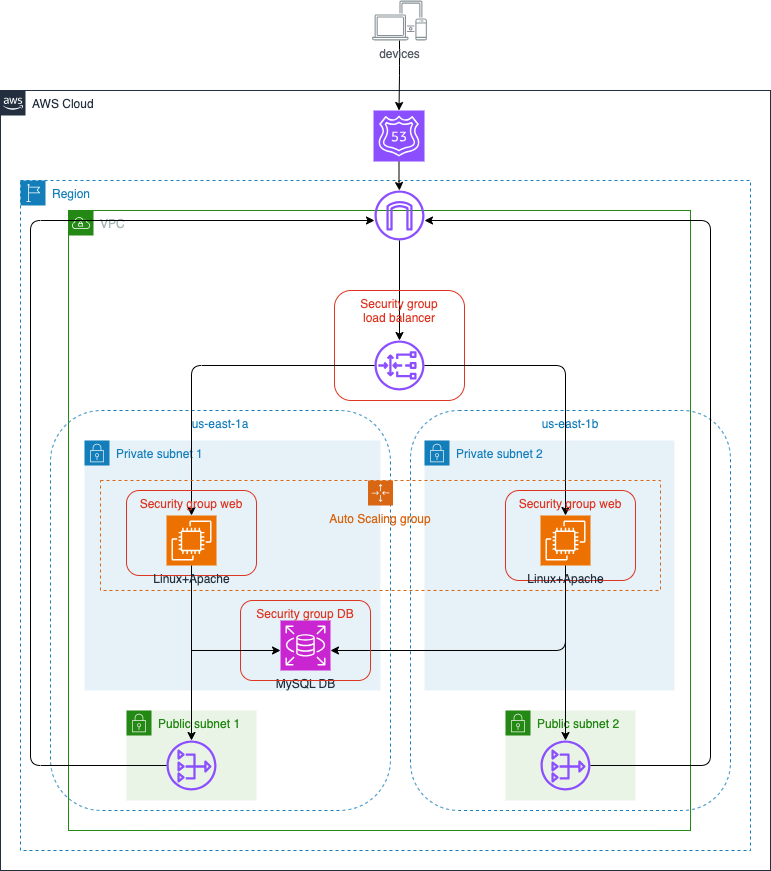 devices
aws
AWS Cloud
53
Region
VPC
Security group
load balancer
us-east-1a
us-east-1b
Private subnet 1
Private subnet 2
Security group web
Security group web
Auto Scaling group
Linux+Apache
Linux+Apache
Security group DB
MySQL DB
Public subnet 1
Public subnet 2